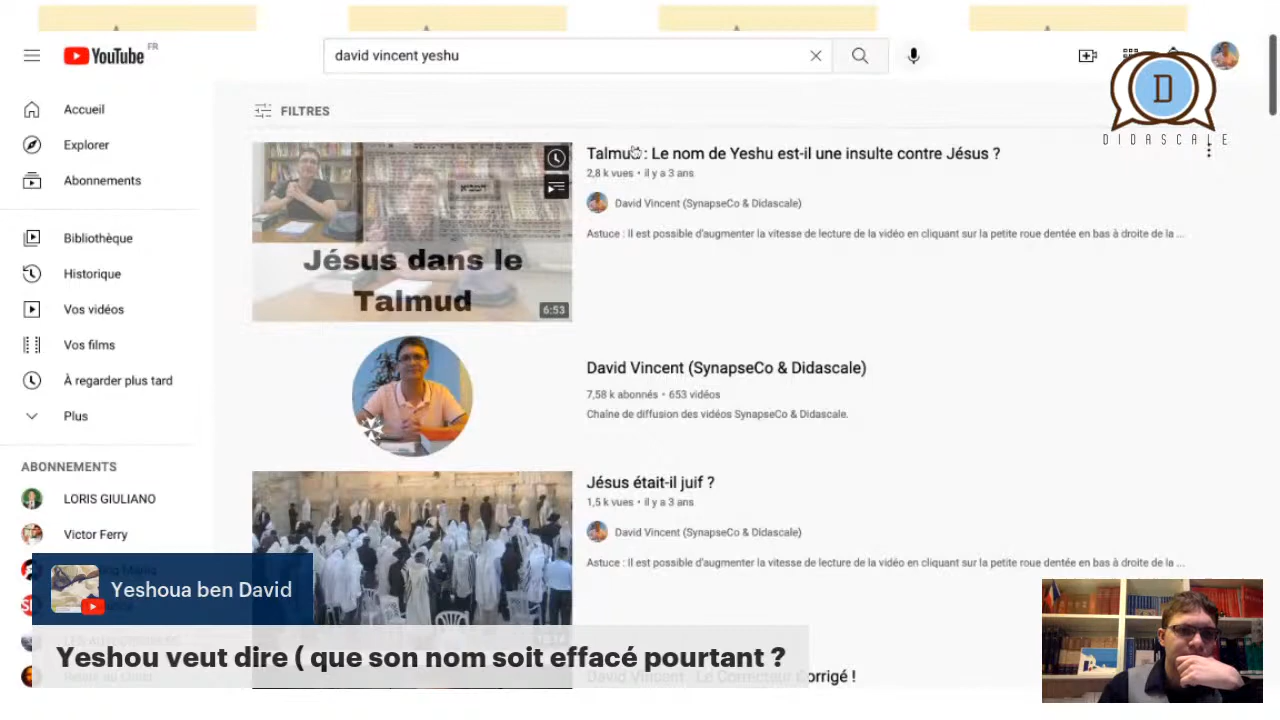 YouTube FR
david vincent yeshu
D
DIDASCALE
Accueil
Explorer
Abonnements
Bibliothèque
Historique
Vos vidéos
Vos films
À regarder plus tard
Plus
ABONNEMENTS
LORIS GIULIANO
Victor Ferry
FILTRES
Jésus dans le
Talmud
6:53
Talmud : Le nom de Yeshu est-il une insulte contre Jésus ?
2,8 k vues • il y a 3 ans
David Vincent (SynapseCo & Didascale)
Astuce : Il est possible d'augmenter la vitesse de lecture de la vidéo en cliquant sur la petite roue dentée en bas à droite de la ...
David Vincent (SynapseCo & Didascale)
7,58 k abonnés • 653 vidéos
Chaîne de diffusion des vidéos SynapseCo & Didascale.
Jésus était-il juif ?
1,5 k vues • il y a 3 ans
David Vincent (SynapseCo & Didascale)
Astuce : Il est possible d'augmenter la vitesse de lecture de la vidéo en cliquant sur la petite roue dentée en bas à droite de la ...
Yeshoua ben David
Yeshou veut dire ( que son nom soit effacé pourtant ?
David Vincent Le Correcteur Corrigé !